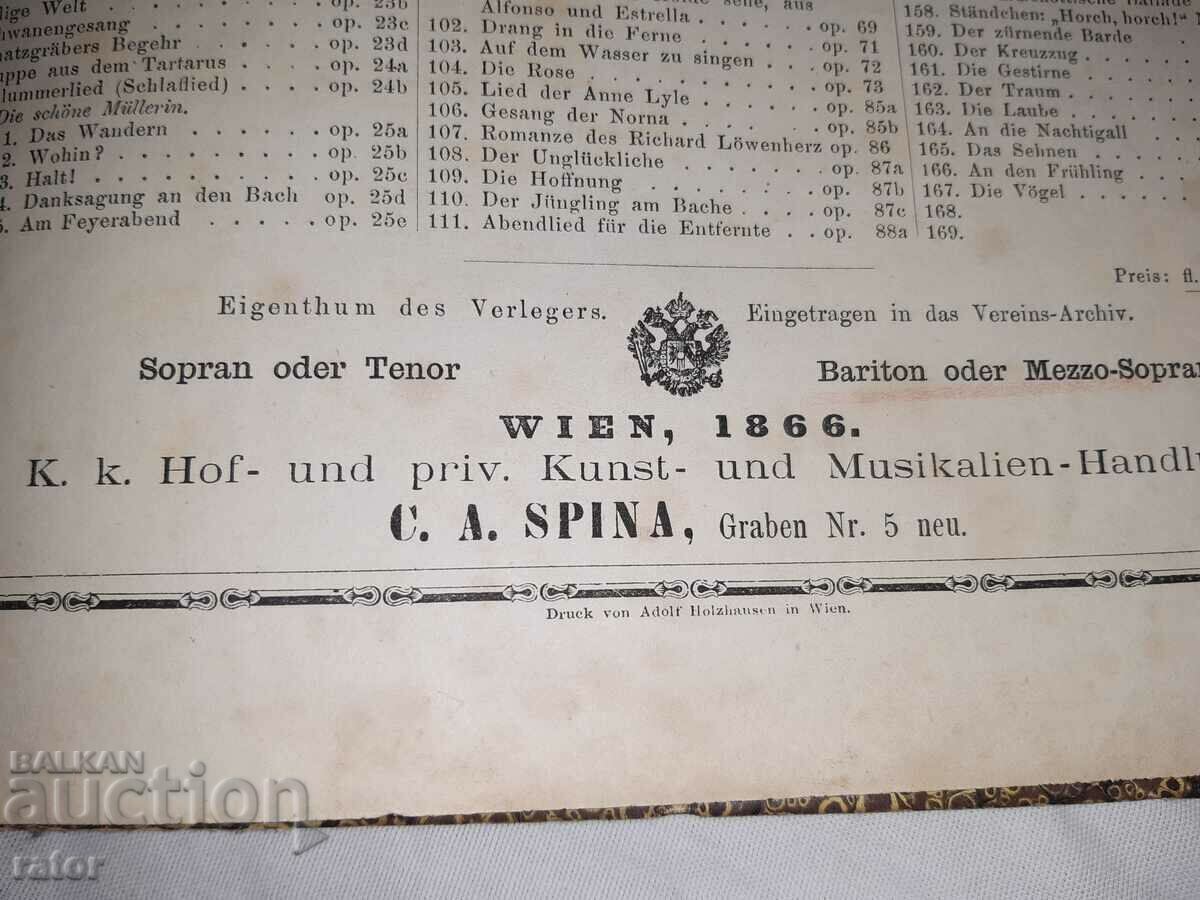 lige Welt . . . . . . . . . op. 23b
hwanengesang . . . . . . op. 23c
hatzgräbers Begehr . . . . op. 23d
uppe aus dem Tartarus . . . . op. 24a
lummerlied (Schlaflied) . . . . op. 24b
Die schöne Müllerin.
1. Das Wandern . . . . . . op. 25a
2. Wohin? . . . . . . . . . op. 25b
3. Halt! . . . . . . . . . . op. 25c
4. Danksagung an den Bach op. 25d
5. Am Feyerabend . . . . . op. 25e
aus
Alfonso und Estrella . . . . . op. 69
102. Drang in die Ferne . . . . . op. 71
103. Auf dem Wasser zu singen . . . . op. 72
104. Die Rose . . . . . . . . op. 73
105. Lied der Anne Lyle . . . . . op. 85a
106. Gesang der Norna . . . . . . op. 85b
107. Romanze des Richard Löwenherz op. 86
108. Der Unglückliche . . . . . . op. 87a
109. Die Hoffnung . . . . . . . op. 87b
110. Der Jüngling am Bache . . . . op. 87c
111. Abendlied für die Entfernte . . op. 88a
158. Ständchen: „Horch, horch!"
159. Der zürnende Barde
160. Der Kreuzzug . . . .
161. Die Gestirne . . . .
162. Der Traum . . . . .
163. Die Laube . . . . .
164. An die Nachtigall . .
165. Das Sehnen . . . .
166. An den Frühling . . .
167. Die Vögel . . . . . .
168.
169.
Preis: fl.
Eigenthum des Verlegers. Eingetragen in das Vereins-Archiv.
Sopran oder Tenor Bariton oder Mezzo-Sopran
WIEN, 1866.
K. k. Hof- und priv. Kunst- und Musikalien-Handlu
C. A. SPINA, Graben Nr. 5 neu.
Druck von Adolf Holzhausen in Wien.
BALKAN
auction
rafor